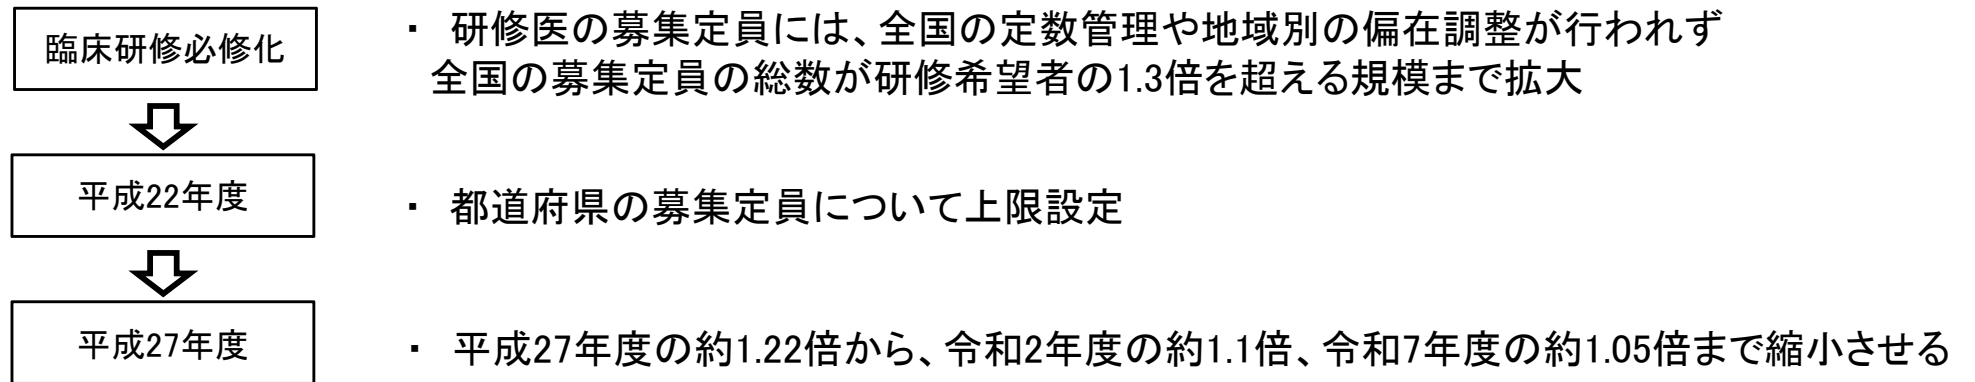 臨床研修必修化
・ 研修医の募集定員には、全国の定数管理や地域別の偏在調整が行われず
全国の募集定員の総数が研修希望者の1.3倍を超える規模まで拡大
平成22年度
・ 都道府県の募集定員について上限設定
平成27年度
・ 平成27年度の約1.22倍から、令和2年度の約1.1倍、令和7年度の約1.05倍まで縮小させる